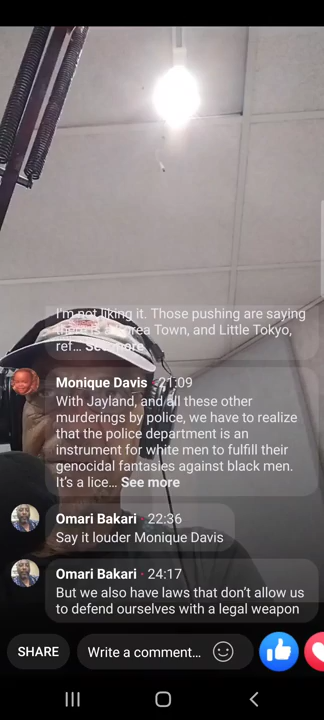 I'm not liking it. Those pushing are saying
there is a Korea Town, and Little Tokyo,
ref... See more
Monique Davis · 21:09
With Jayland, and all these other
murderings by police, we have to realize
that the police department is an
instrument for white men to fulfill their
genocidal fantasies against black men.
It's a lice... See more
Omari Bakari · 22:36
Say it louder Monique Davis
Omari Bakari · 24:17
But we also have laws that don't allow us
to defend ourselves with a legal weapon
SHARE
Write a comment...